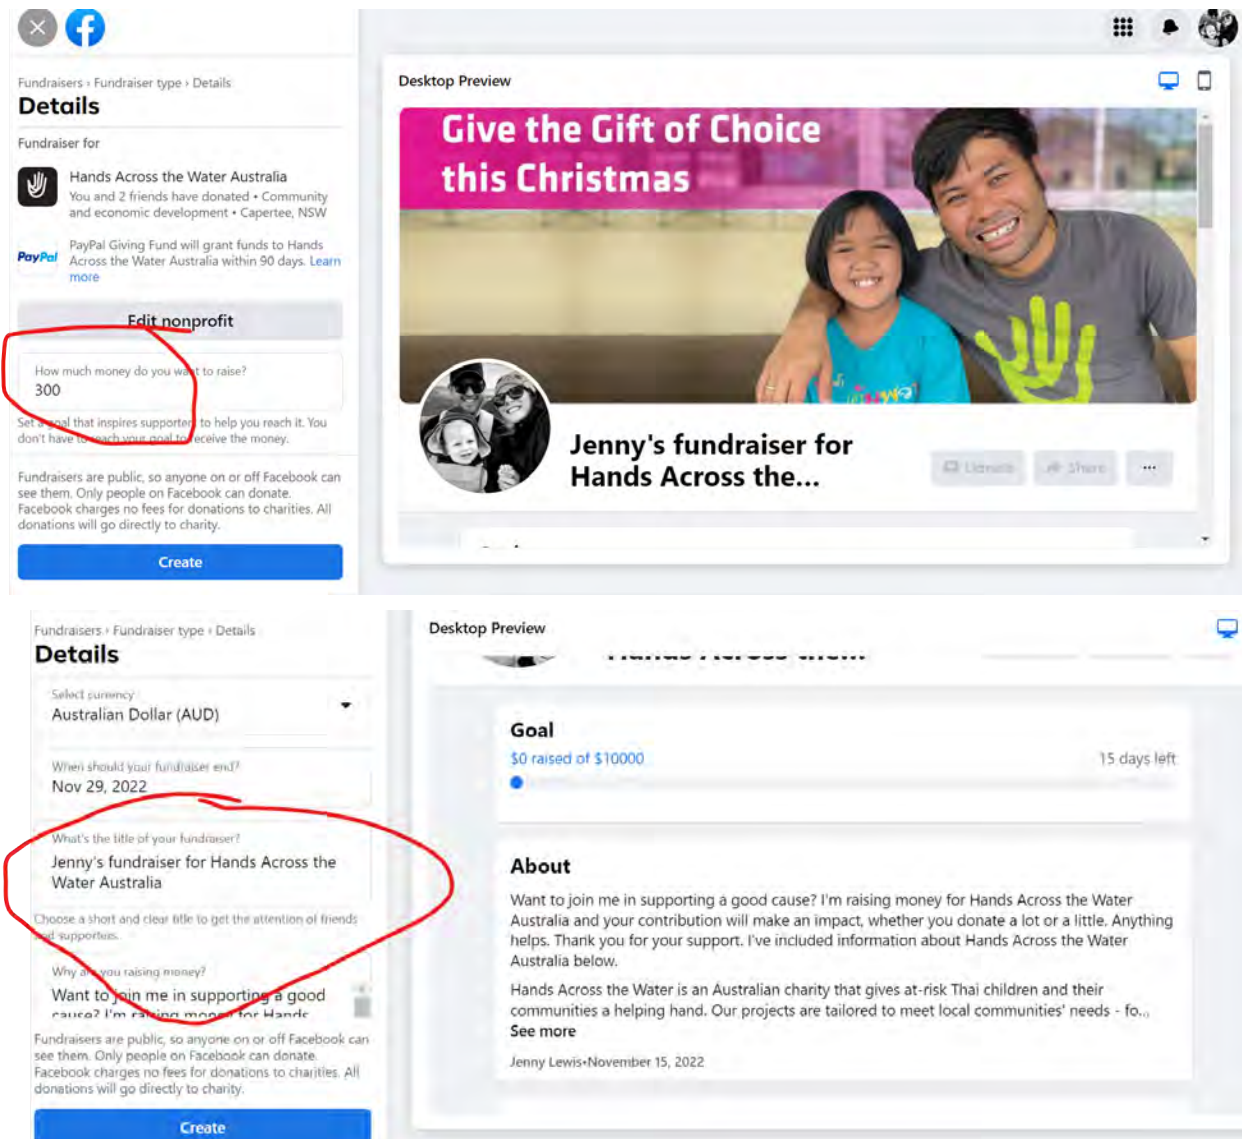 Fundraisers › Fundraiser type › Details
Details
Fundraiser for
Hands Across the Water Australia
You and 2 friends have donated • Community
and economic development • Capertee, NSW
PayPal
PayPal Giving Fund will grant funds to Hands
Across the Water Australia within 90 days. Learn
more
Edit nonprofit
How much money do you want to raise?
300
Set a goal that inspires supporters to help you reach it. You
don't have to reach your goal to receive the money.
Fundraisers are public, so anyone on or off Facebook can
see them. Only people on Facebook can donate.
Facebook charges no fees for donations to charities. All
donations will go directly to charity.
Create
Desktop Preview
Give the Gift of Choice
this Christmas
Jenny's fundraiser for
Hands Across the...
Donate
Share
...
Fundraisers › Fundraiser type › Details
Details
Select currency
Australian Dollar (AUD)
When should your fundraiser end?
Nov 29, 2022
What's the title of your fundraiser?
Jenny's fundraiser for Hands Across the
Water Australia
Choose a short and clear title to get the attention of friends
and supporters.
Why are you raising money?
Want to join me in supporting a good
cause? I'm raising money for Hands
Fundraisers are public, so anyone on or off Facebook can
see them. Only people on Facebook can donate.
Facebook charges no fees for donations to charities. All
donations will go directly to charity.
Create
Desktop Preview
Hands Across the...
Goal
$0 raised of $10000
15 days left
About
Want to join me in supporting a good cause? I'm raising money for Hands Across the Water
Australia and your contribution will make an impact, whether you donate a lot or a little. Anything
helps. Thank you for your support. I've included information about Hands Across the Water
Australia below.
Hands Across the Water is an Australian charity that gives at-risk Thai children and their
communities a helping hand. Our projects are tailored to meet local communities' needs - fo...
See more
Jenny Lewis•November 15, 2022